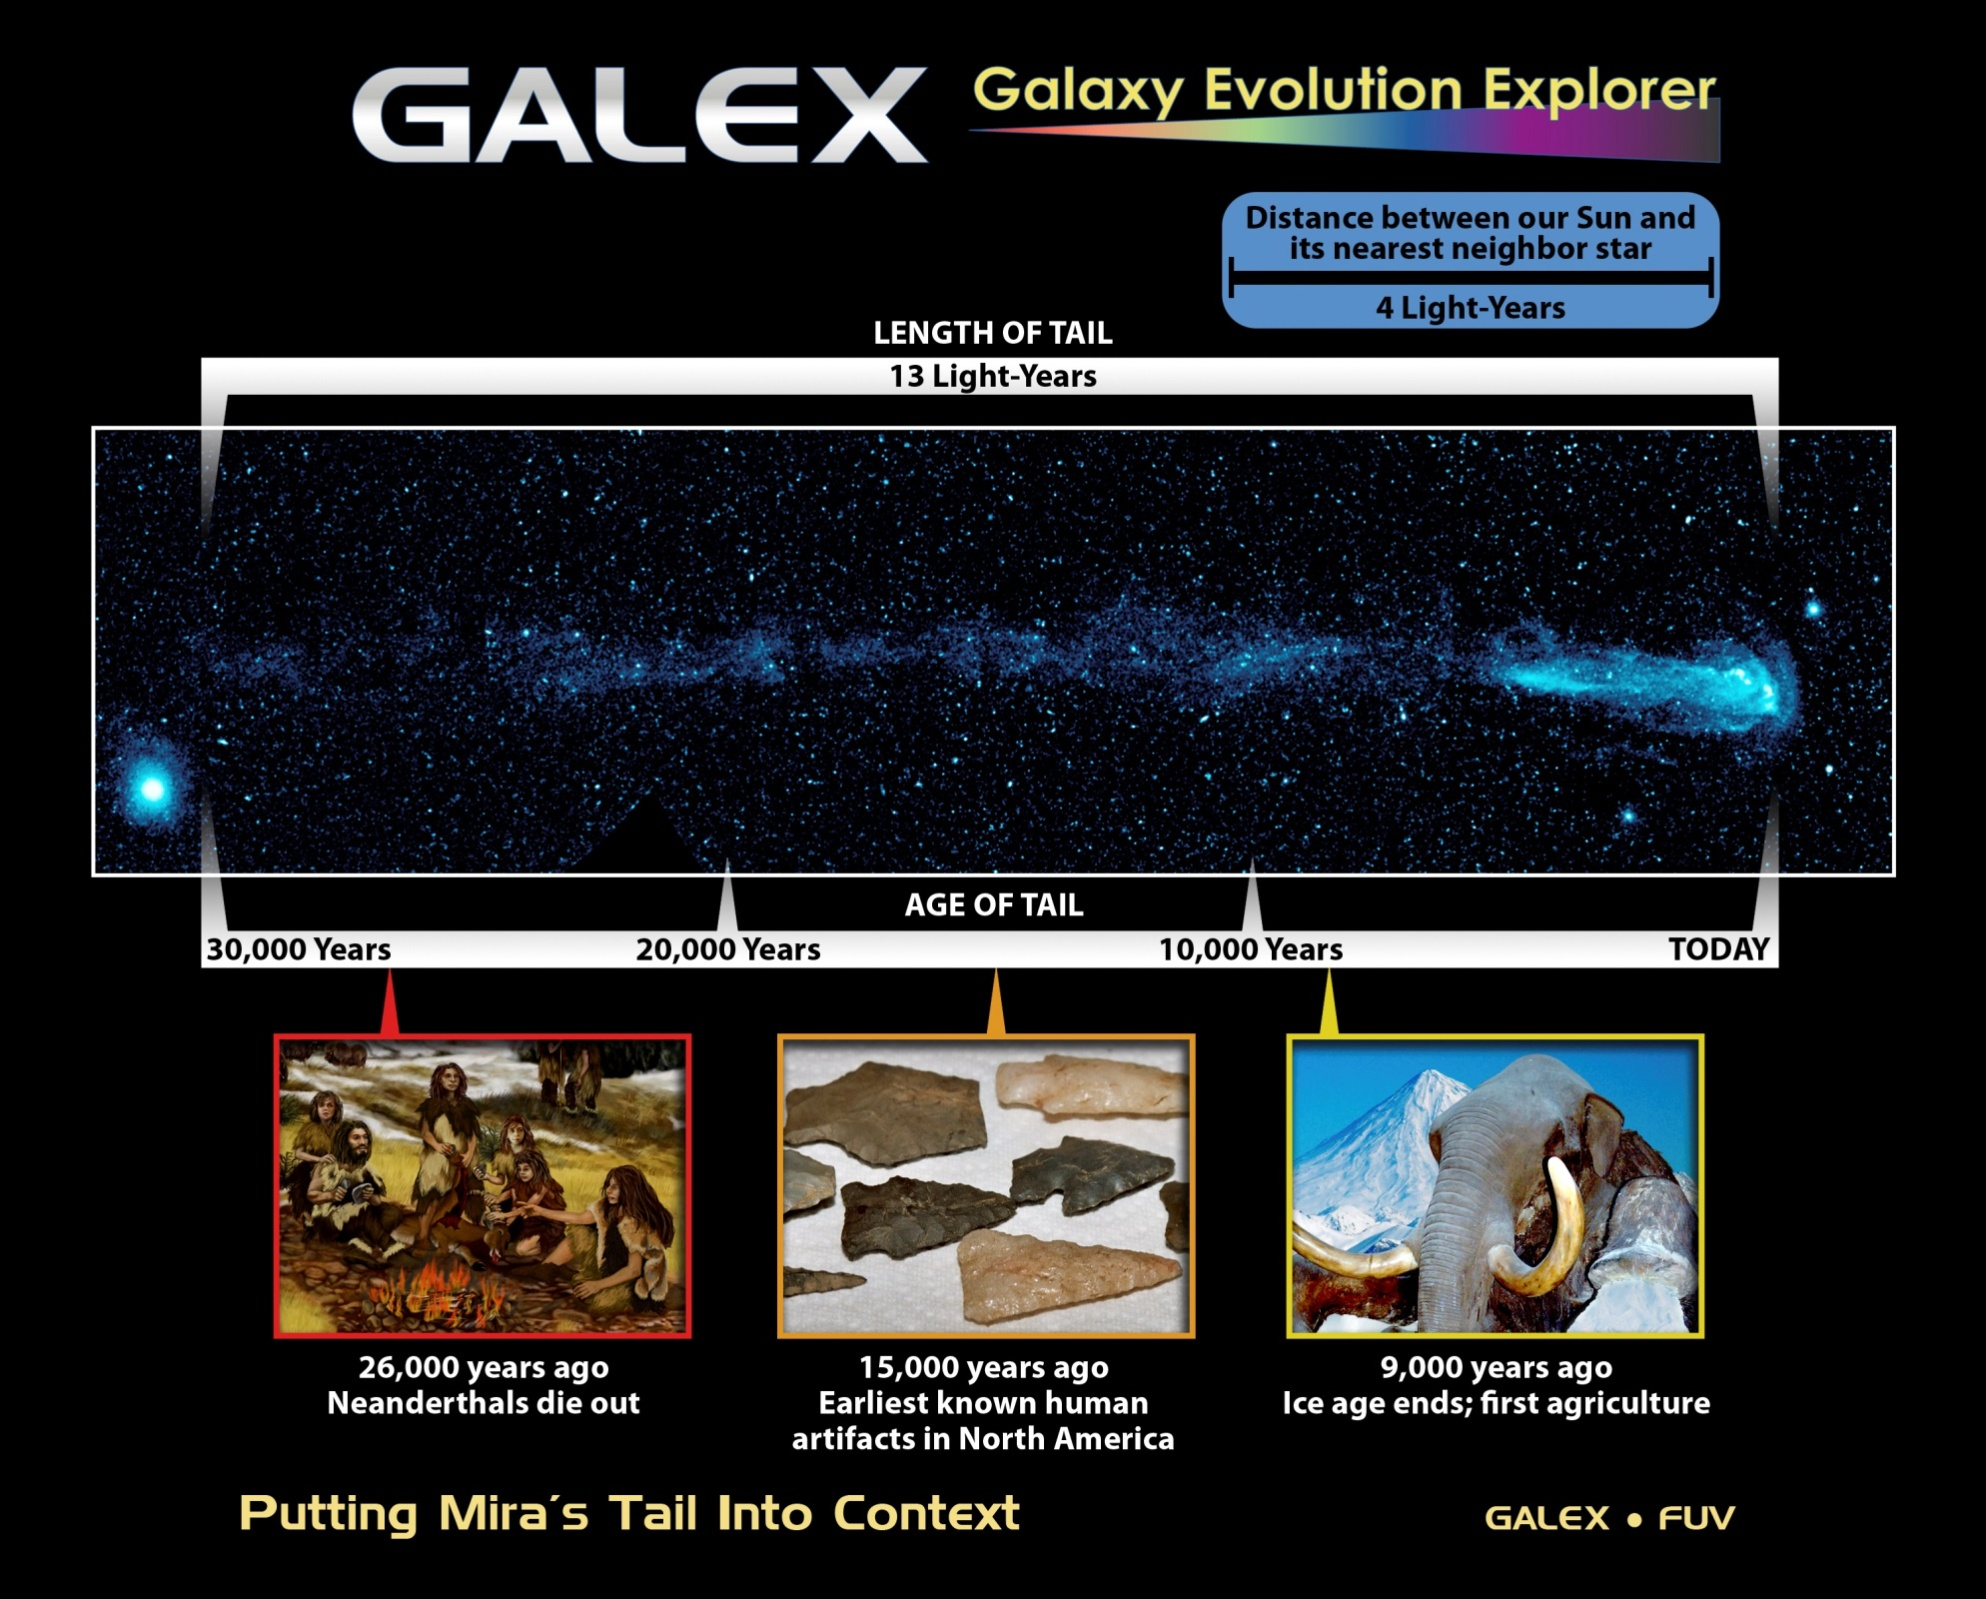 GALEX Galaxy Evolution Explorer
Distance between our Sun and
its nearest neighbor star
4 Light-Years
LENGTH OF TAIL
13 Light-Years
AGE OF TAIL
30,000 Years 20,000 Years 10,000 Years TODAY
26,000 years ago
Neanderthals die out
15,000 years ago
Earliest known human
artifacts in North America
9,000 years ago
Ice age ends; first agriculture
Putting Mira´s Tail Into Context
GALEX • FUV